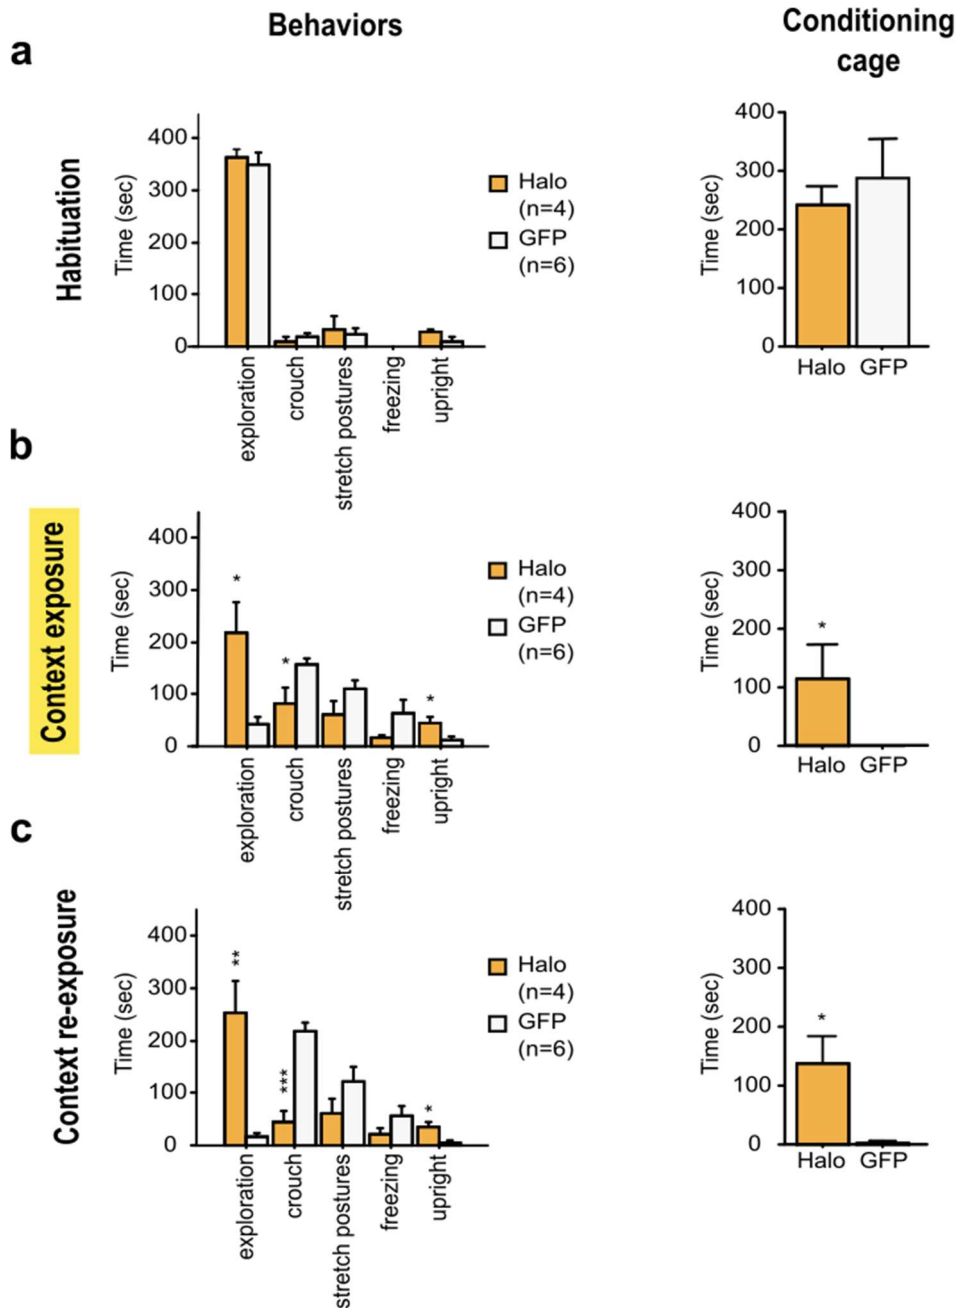 Behaviors
Conditioning
cage
a
Habituation
Time (sec)
400
300
200
100
0
exploration
crouch
stretch postures
freezing
upright
Halo
(n=4)
GFP
(n=6)
Time (sec)
400
300
200
100
0
Halo GFP
b
Context exposure
Time (sec)
400
300
200
100
0
*
*
*
exploration
crouch
stretch postures
freezing
upright
Halo
(n=4)
GFP
(n=6)
Time (sec)
400
300
200
100
0
*
Halo GFP
c
Context re-exposure
Time (sec)
400
300
200
100
0
**
***
*
exploration
crouch
stretch postures
freezing
upright
Halo
(n=4)
GFP
(n=6)
Time (sec)
400
300
200
100
0
*
Halo GFP